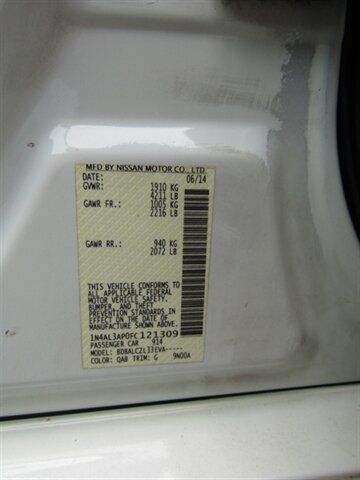 MFD BY NISSAN MOTOR CO., LTD.
DATE: 06/14
GVWR: 1910 KG
4211 LB
GAWR FR.: 1005 KG
2216 LB
GAWR RR.: 940 KG
2072 LB
THIS VEHICLE CONFORMS TO ALL
APPLICABLE FEDERAL
MOTOR VEHICLE SAFETY,
BUMPER, AND THEFT
PREVENTION STANDARDS IN
EFFECT ON THE DATE OF
MANUFACTURE SHOWN ABOVE.
1N4AL3AP0FC121309
PASSENGER CAR 914
MODEL: BDBALCZL33EVA-----
COLOR: QAB TRIM: G 9N00A